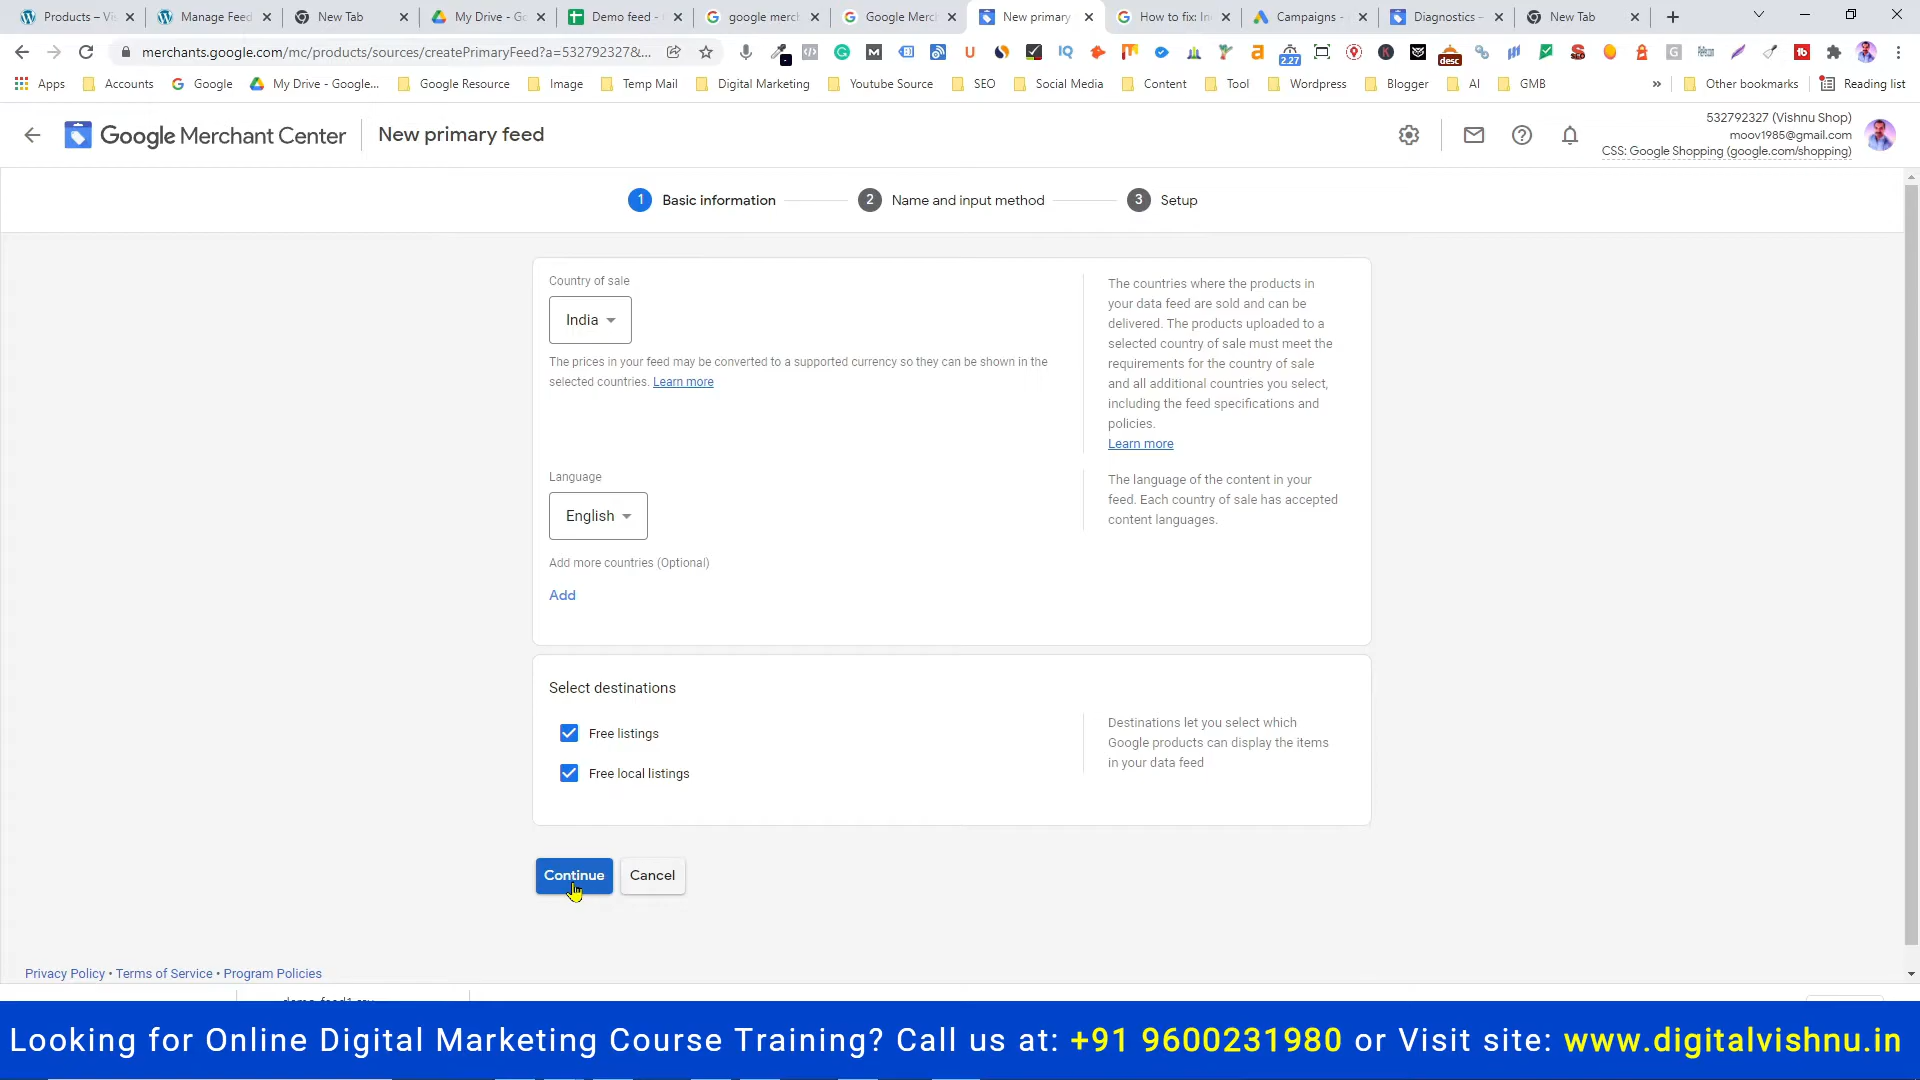 Products – Vi
Manage Feed
New Tab
My Drive - Go
Demo feed -
google merch
Google Merc
New primary
How to fix: In
Campaigns -
Diagnostics -
New Tab
merchants.google.com/mc/products/sources/createPrimaryFeed?a=532792327&...
2.27
desc
Apps
Accounts
Google
My Drive - Google...
Google Resource
Image
Temp Mail
Digital Marketing
Youtube Source
SEO
Social Media
Content
Tool
Wordpress
Blogger
AI
GMB
»
Other bookmarks
Reading list
Google Merchant Center
New primary feed
532792327 (Vishnu Shop)
moov1985@gmail.com
CSS: Google Shopping (google.com/shopping)
1 Basic information
2 Name and input method
3 Setup
Country of sale
India
The prices in your feed may be converted to a supported currency so they can be shown in the
selected countries. Learn more
The countries where the products in
your data feed are sold and can be
delivered. The products uploaded to a
selected country of sale must meet the
requirements for the country of sale
and all additional countries you select,
including the feed specifications and
policies.
Learn more
Language
English
Add more countries (Optional)
Add
The language of the content in your
feed. Each country of sale has accepted
content languages.
Select destinations
Free listings
Free local listings
Destinations let you select which
Google products can display the items
in your data feed
Continue
Cancel
Privacy Policy • Terms of Service • Program Policies
Looking for Online Digital Marketing Course Training? Call us at: +91 9600231980 or Visit site: www.digitalvishnu.in